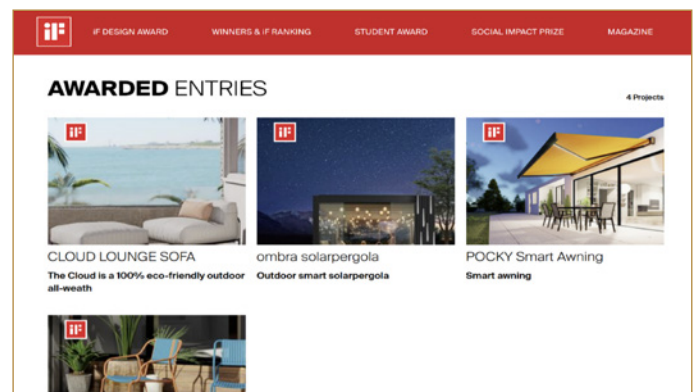 iF
iF DESIGN AWARD
WINNERS & iF RANKING
STUDENT AWARD
SOCIAL IMPACT PRIZE
MAGAZINE
AWARDED ENTRIES
4 Projects
iF
iF
iF
CLOUD LOUNGE SOFA
ombra solarpergola
POCKY Smart Awning
The Cloud is a 100% eco-friendly outdoor
all-weath
Outdoor smart solarpergola
Smart awning
iF